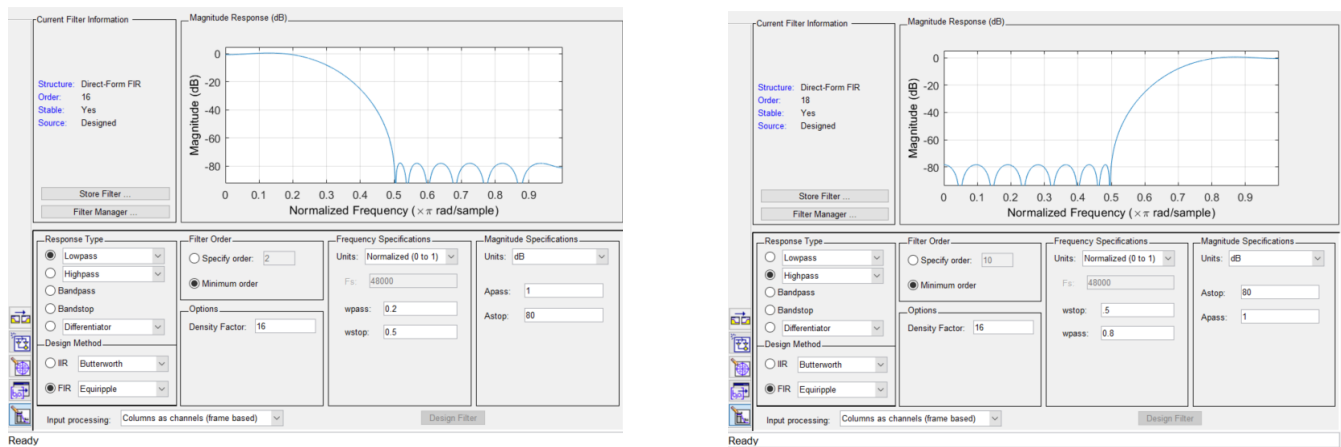 Current Filter Information
Structure: Direct-Form FIR
Order: 16
Stable: Yes
Source: Designed
Store Filter ...
Filter Manager ...
Magnitude Response (dB)
Magnitude (dB)
0
-20
-40
-60
-80
0 0.1 0.2 0.3 0.4 0.5 0.6 0.7 0.8 0.9
Normalized Frequency (×π rad/sample)
Response Type
Lowpass
Highpass
Bandpass
Bandstop
Differentiator
Design Method
IIR Butterworth
FIR Equiripple
Filter Order
Specify order: 2
Minimum order
Options
Density Factor: 16
Frequency Specifications
Units: Normalized (0 to 1)
Fs: 48000
wpass: 0.2
wstop: 0.5
Magnitude Specifications
Units: dB
Apass: 1
Astop: 80
Input processing: Columns as channels (frame based)
Design Filter
Ready
Current Filter Information
Structure: Direct-Form FIR
Order: 18
Stable: Yes
Source: Designed
Store Filter ...
Filter Manager ...
Magnitude Response (dB)
Magnitude (dB)
0
-20
-40
-60
-80
0 0.1 0.2 0.3 0.4 0.5 0.6 0.7 0.8 0.9
Normalized Frequency (×π rad/sample)
Response Type
Lowpass
Highpass
Bandpass
Bandstop
Differentiator
Design Method
IIR Butterworth
FIR Equiripple
Filter Order
Specify order: 10
Minimum order
Options
Density Factor: 16
Frequency Specifications
Units: Normalized (0 to 1)
Fs: 48000
wstop: .5
wpass: 0.8
Magnitude Specifications
Units: dB
Astop: 80
Apass: 1
Input processing: Columns as channels (frame based)
Design Filter
Ready